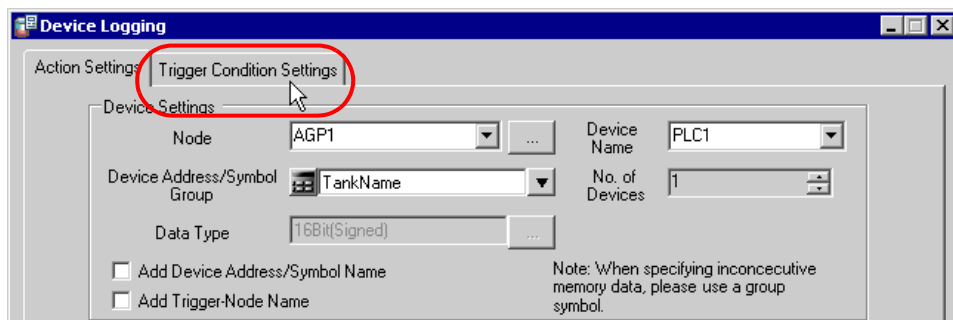 Device Logging
Action Settings
Trigger Condition Settings
Device Settings
Node
AGP1
...
Device
Name
PLC1
Device Address/Symbol
Group
TankName
No. of
Devices
1
Data Type
16Bit(Signed)
...
Add Device Address/Symbol Name
Add Trigger-Node Name
Note: When specifying inconcecutive
memory data, please use a group
symbol.